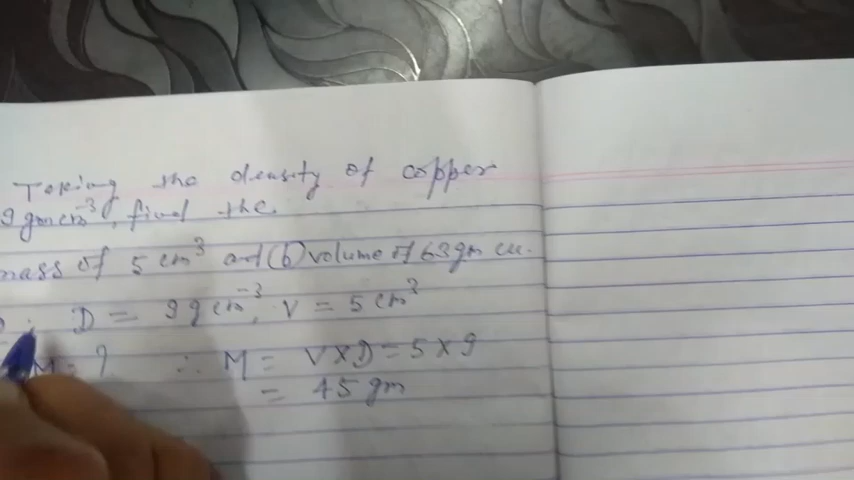 Taking the density of copper
9 gm cm⁻³, find the.
mass of 5 cm³ and (b) volume of 63 gm cu.
D = 9 g cm⁻³, V = 5 cm³
M = ? ∴ M = V X D = 5 X 9
= 45 gm